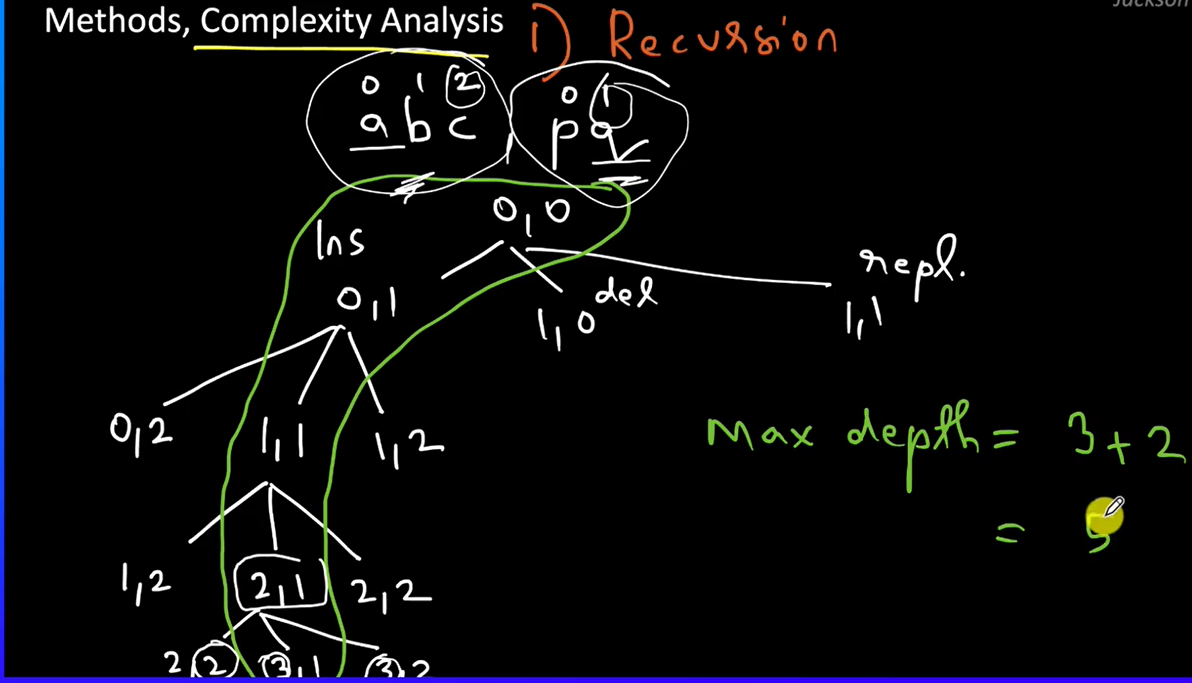 Methods, Complexity Analysis
1) Recursion
0 1 2 0 1
a b c p q
0,0
Ins
repl.
0,1 del
1,0 1,1
0,2 1,1 1,2
Max depth = 3+2
= 5
1,2 2,1 2,2
2,2 3,1 3,2